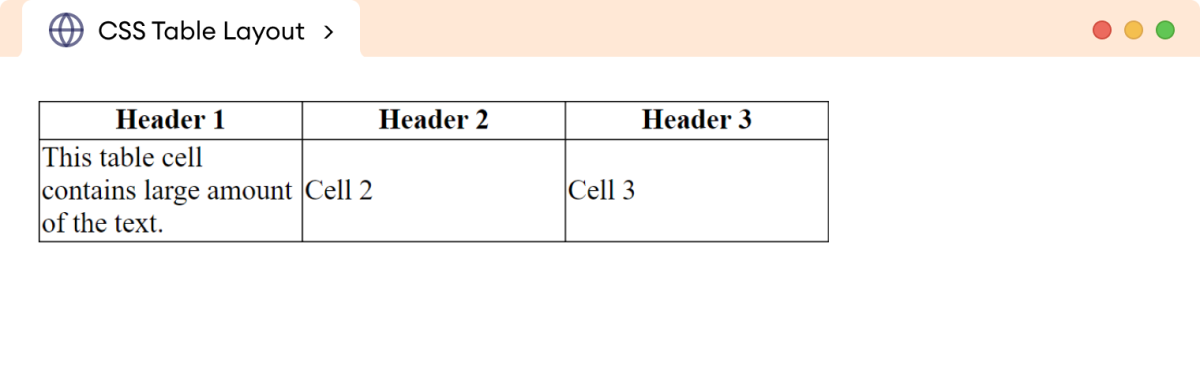 CSS Table Layout >
Header 1 Header 2 Header 3
This table cell
contains large amount Cell 2 Cell 3
of the text.